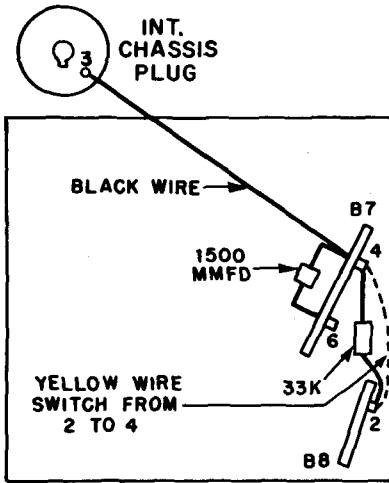 INT.
CHASSIS
PLUG
3
BLACK WIRE
B7
4
1500
MMFD
6
33K
YELLOW WIRE
SWITCH FROM
2 TO 4
2
B8